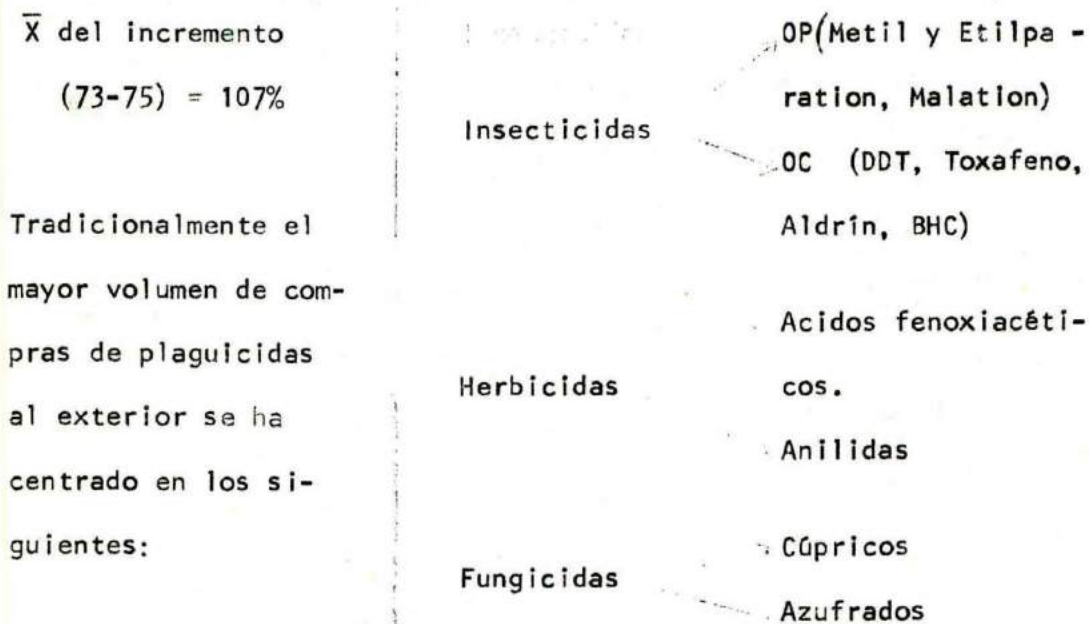 X̅ del incremento
(73-75) = 107%
Tradicionalmente el
mayor volumen de com-
pras de plaguicidas
al exterior se ha
centrado en los si-
guientes:
Insecticidas
OP(Metil y Etilpa -
ration, Malation)
OC (DDT, Toxafeno,
Aldrín, BHC)
Herbicidas
Acidos fenoxiacéti-
cos.
Anilidas
Fungicidas
Cúpricos
Azufrados